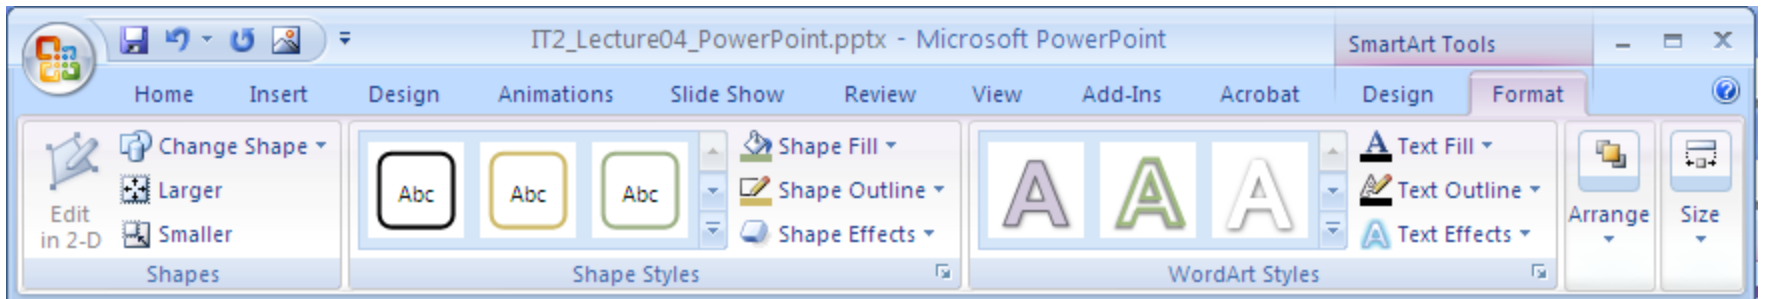 IT2_Lecture04_PowerPoint.pptx - Microsoft PowerPoint
SmartArt Tools
Home Insert Design Animations Slide Show Review View Add-Ins Acrobat Design Format
Edit
in 2-D
Change Shape
Larger
Smaller
Shapes
Abc Abc Abc
Shape Fill
Shape Outline
Shape Effects
Shape Styles
A A A
Text Fill
Text Outline
Text Effects
WordArt Styles
Arrange
Size